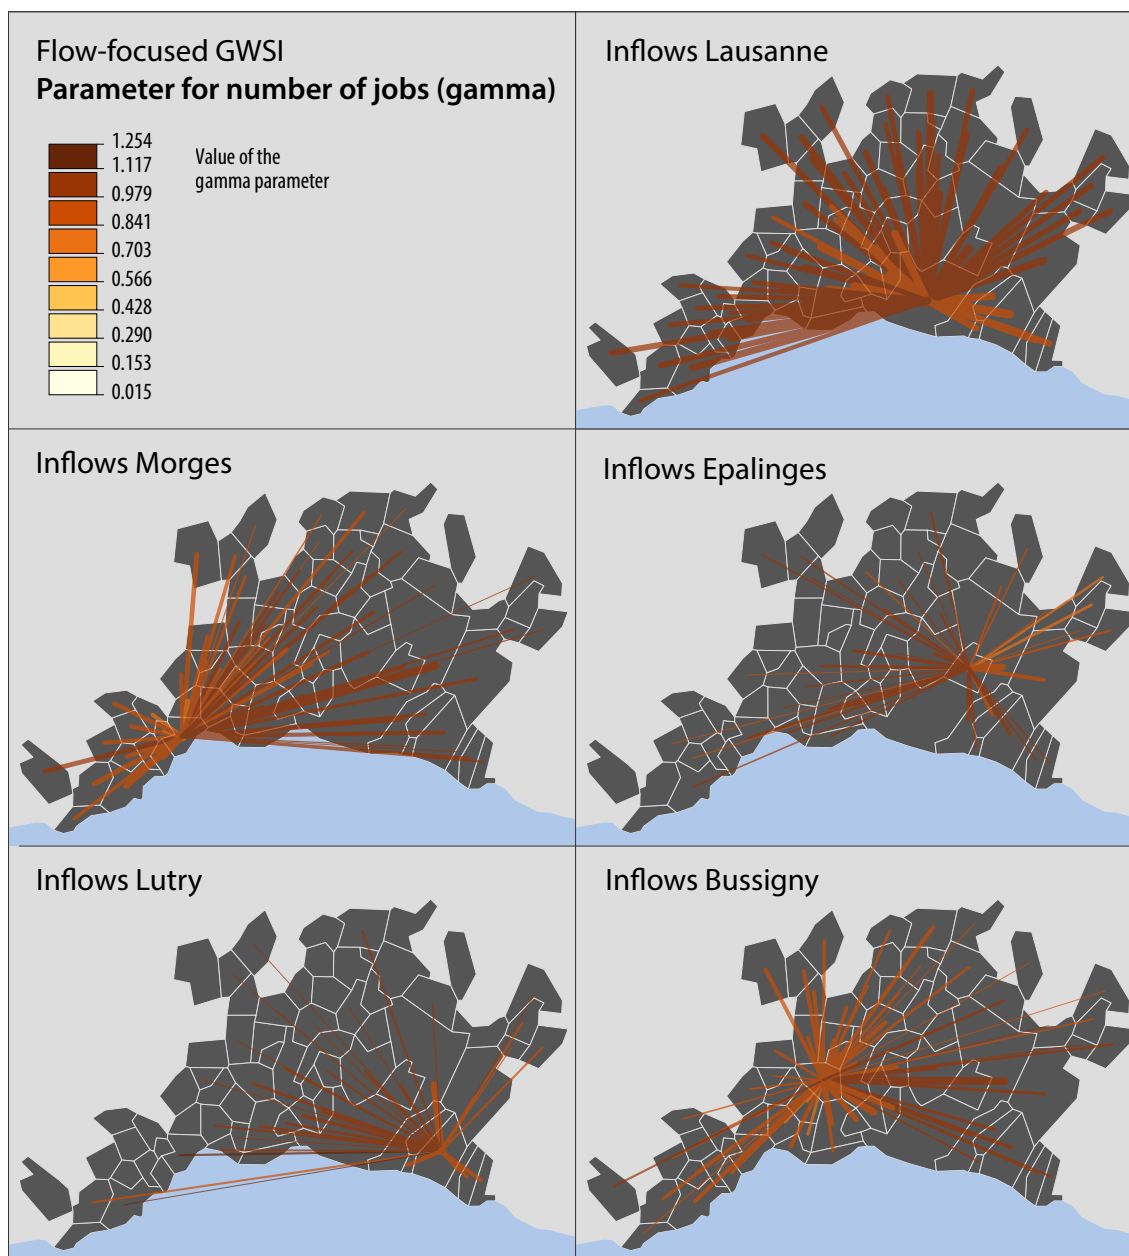 Flow-focused GWSI
Parameter for number of jobs (gamma)
1.254
1.117
0.979
0.841
0.703
0.566
0.428
0.290
0.153
0.015
Value of the
gamma parameter
Inflows Lausanne
Inflows Morges
Inflows Epalinges
Inflows Lutry
Inflows Bussigny